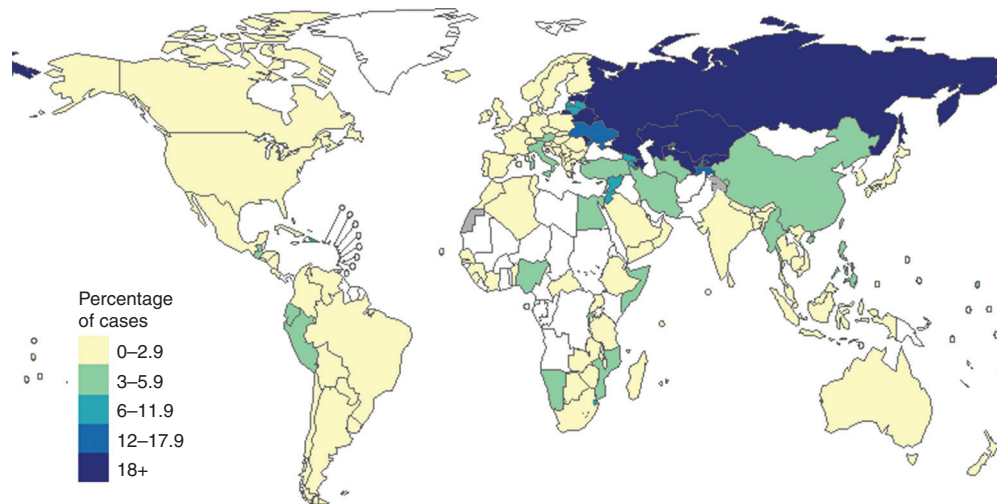 Percentage
of cases
0–2.9
3–5.9
6–11.9
12–17.9
18+